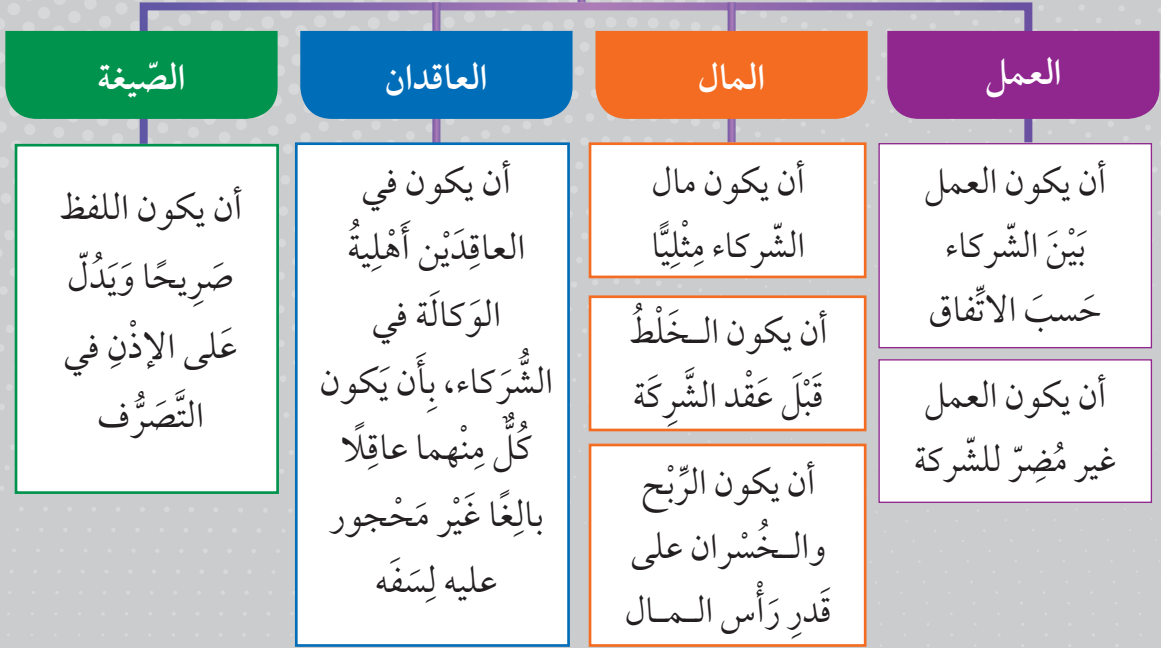 العمل
أن يكون العمل
بَيْنَ الشّركاء
حَسبَ الاتِّفاق
أن يكون العمل
غير مُضِرّ للشّركة
المال
أن يكون مال
الشّركاء مِثْلِيًّا
أن يكون الـخَلْطُ
قَبْلَ عَقْد الشَّرِكَة
أن يكون الرِّبْح
والـخُسْران على
قَدرِ رَأْس الـمـال
العاقدان
أن يكون في
العاقِدَيْن أَهْلِيةُ
الوَكالَة في
الشُّرَكاء، بِأَن يَكون
كُلٌّ مِنْهما عاقِلًا
بالِغًا غَيْر مَحْجور
عليه لِسَفَه
الصّيغة
أن يكون اللفظ
صَرِيحًا وَيَدُلّ
عَلى الإذْنِ في
التَّصَرُّف